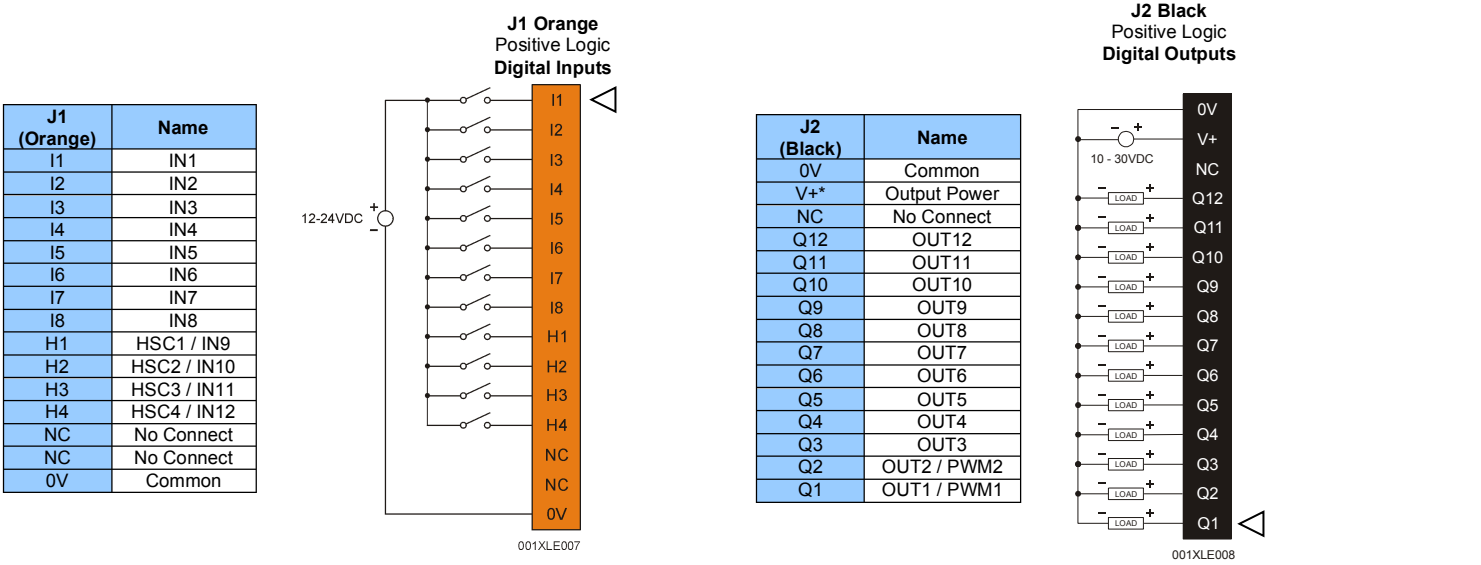 J1 (Orange) Name
I1 IN1
I2 IN2
I3 IN3
I4 IN4
I5 IN5
I6 IN6
I7 IN7
I8 IN8
H1 HSC1 / IN9
H2 HSC2 / IN10
H3 HSC3 / IN11
H4 HSC4 / IN12
NC No Connect
NC No Connect
0V Common
J1 Orange
Positive Logic
Digital Inputs
12-24VDC
+
–
I1
I2
I3
I4
I5
I6
I7
I8
H1
H2
H3
H4
NC
NC
0V
001XLE007
J2 (Black) Name
0V Common
V+* Output Power
NC No Connect
Q12 OUT12
Q11 OUT11
Q10 OUT10
Q9 OUT9
Q8 OUT8
Q7 OUT7
Q6 OUT6
Q5 OUT5
Q4 OUT4
Q3 OUT3
Q2 OUT2 / PWM2
Q1 OUT1 / PWM1
J2 Black
Positive Logic
Digital Outputs
0V
– + V+
10 - 30VDC
NC
– LOAD + Q12
– LOAD + Q11
– LOAD + Q10
– LOAD + Q9
– LOAD + Q8
– LOAD + Q7
– LOAD + Q6
– LOAD + Q5
– LOAD + Q4
– LOAD + Q3
– LOAD + Q2
– LOAD + Q1
001XLE008